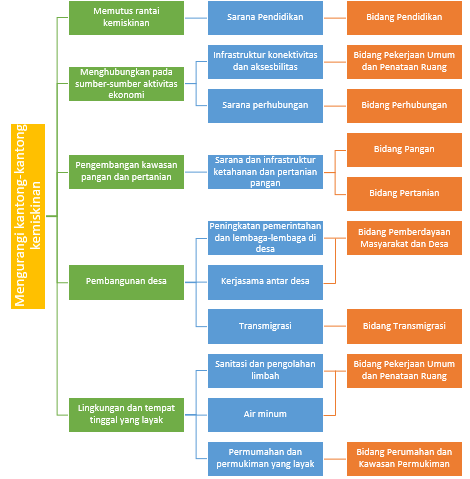 Mengurangi kantong-kantong
kemiskinan
Memutus rantai
kemiskinan
Sarana Pendidikan
Bidang Pendidikan
Menghubungkan pada
sumber-sumber aktivitas
ekonomi
Infrastruktur konektivitas
dan aksesbilitas
Bidang Pekerjaan Umum
dan Penataan Ruang
Sarana perhubungan
Bidang Perhubungan
Pengembangan kawasan
pangan dan pertanian
Sarana dan infrastruktur
ketahanan dan pertanian
pangan
Bidang Pangan
Bidang Pertanian
Pembangunan desa
Peningkatan pemerintahan
dan lembaga-lembaga di
desa
Bidang Pemberdayaan
Masyarakat dan Desa
Kerjasama antar desa
Transmigrasi
Bidang Transmigrasi
Lingkungan dan tempat
tinggal yang layak
Sanitasi dan pengolahan
limbah
Bidang Pekerjaan Umum
dan Penataan Ruang
Air minum
Permumahan dan
permukiman yang layak
Bidang Perumahan dan
Kawasan Permukiman